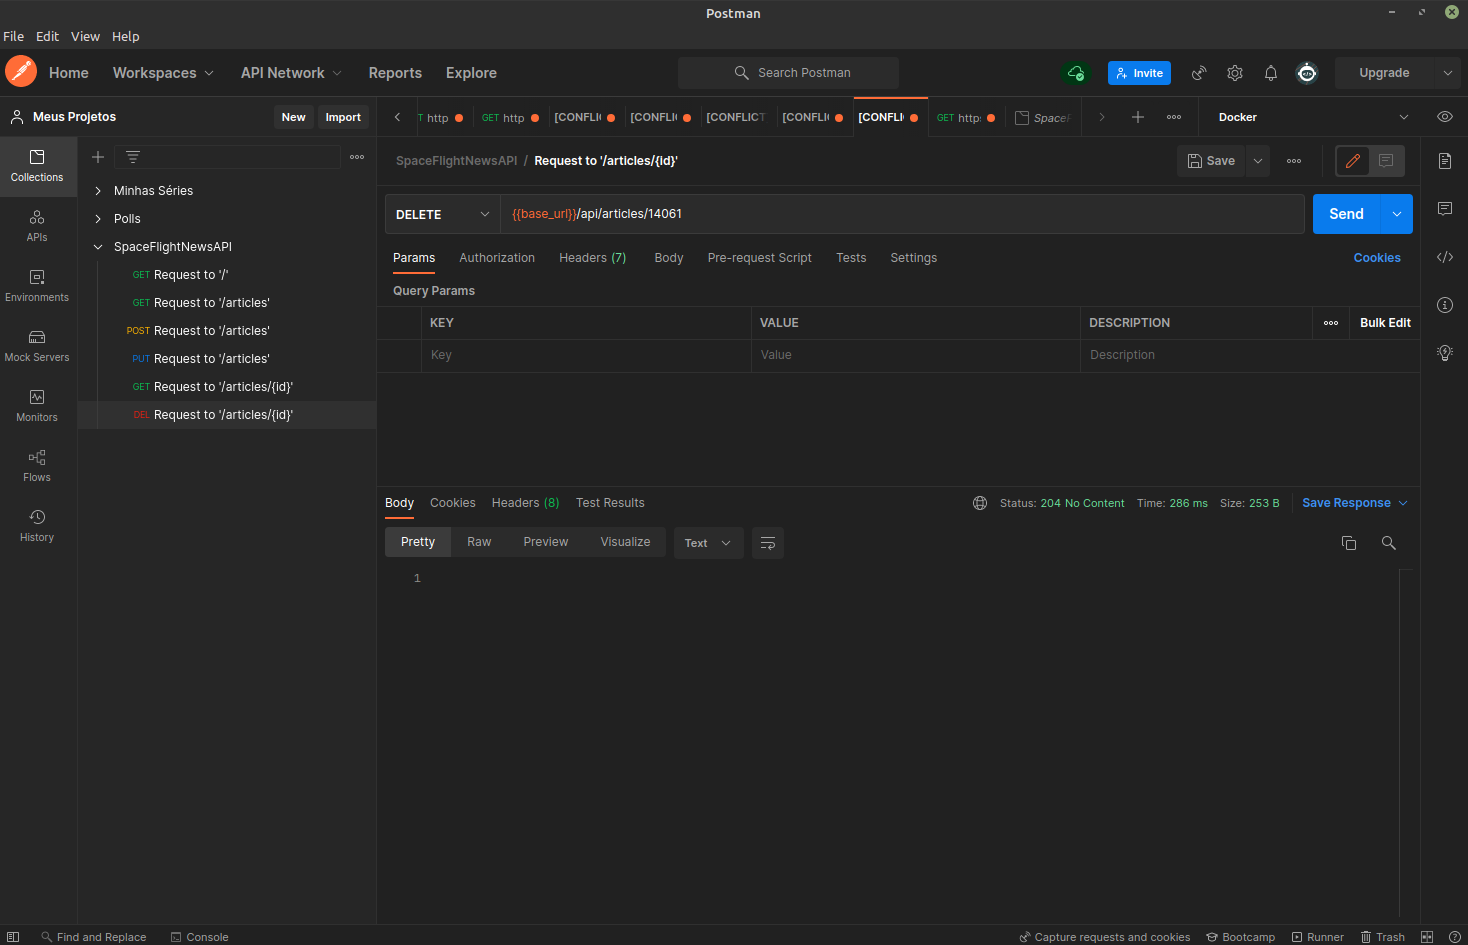 Postman
File Edit View Help
Home Workspaces API Network Reports Explore Search Postman Invite Upgrade
Meus Projetos New Import
T http GET http [CONFLI( [CONFLI( [CONFLICT [CONFLI( [CONFLI( GET http: SpaceF Docker
Collections
APIs
Environments
Mock Servers
Monitors
Flows
History
Minhas Séries
Polls
SpaceFlightNewsAPI
GET Request to '/'
GET Request to '/articles'
POST Request to '/articles'
PUT Request to '/articles'
GET Request to '/articles/{id}'
DEL Request to '/articles/{id}'
SpaceFlightNewsAPI / Request to '/articles/{id}' Save
DELETE {{base_url}}/api/articles/14061 Send
Params Authorization Headers (7) Body Pre-request Script Tests Settings Cookies
Query Params
KEY VALUE DESCRIPTION Bulk Edit
Key Value Description
Body Cookies Headers (8) Test Results Status: 204 No Content Time: 286 ms Size: 253 B Save Response
Pretty Raw Preview Visualize Text
1
Find and Replace Console Capture requests and cookies Bootcamp Runner Trash